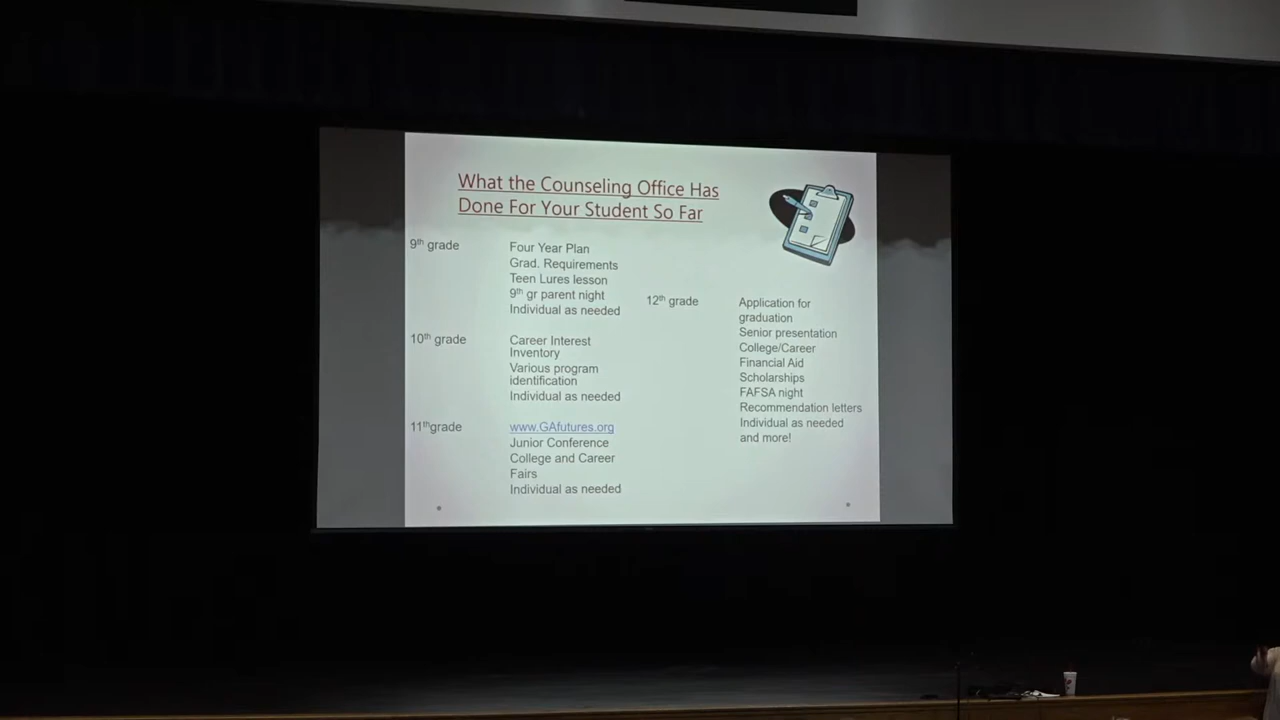 What the Counseling Office Has
Done For Your Student So Far
9th grade
Four Year Plan
Grad. Requirements
Teen Lures lesson
9th gr parent night
Individual as needed
10th grade
Career Interest
Inventory
Various program
identification
Individual as needed
11thgrade
www.GAfutures.org
Junior Conference
College and Career
Fairs
Individual as needed
12th grade
Application for
graduation
Senior presentation
College/Career
Financial Aid
Scholarships
FAFSA night
Recommendation letters
Individual as needed
and more!